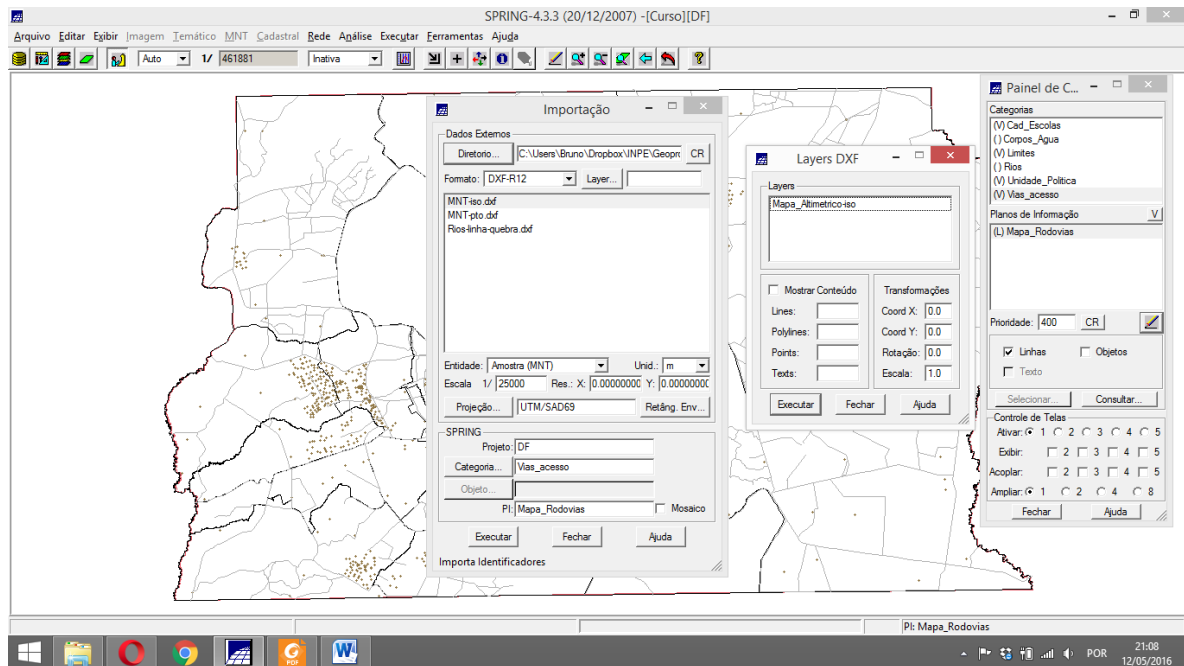 SPRING-4.3.3 (20/12/2007) -[Curso][DF]
Arquivo Editar Exibir Imagem Temático MNT Cadastral Rede Análise Executar Ferramentas Ajuda
Auto 1/ 461881 Inativa
Importação
Dados Externos
Diretorio... C:\Users\Bruno\Dropbox\INPE\Geopro CR
Formato: DXF-R12 Layer...
MNT-iso.dxf
MNT-pto.dxf
Rios-linha-quebra.dxf
Entidade: Amostra (MNT) Unid.: m
Escala 1/ 25000 Res.: X: 0.00000000 Y: 0.0000000
Projeção... UTM/SAD69 Retâng. Env...
SPRING
Projeto: DF
Categoria... Vias_acesso
Objeto...
PI: Mapa_Rodovias Mosaico
Executar Fechar Ajuda
Importa Identificadores
Layers DXF
Layers
Mapa_Altimetrico-iso
Mostrar Conteúdo
Lines:
Polylines:
Points:
Texts:
Transformações
Coord X: 0.0
Coord Y: 0.0
Rotação: 0.0
Escala: 1.0
Executar Fechar Ajuda
Painel de C...
Categorias
(V) Cad_Escolas
( ) Corpos_Agua
(V) Limites
( ) Rios
(V) Unidade_Politica
(V) Vias_acesso
Planos de Informação V
(L) Mapa_Rodovias
Prioridade: 400 CR
Linhas Objetos
Texto
Selecionar... Consultar...
Controle de Telas
Ativar: 1 2 3 4 5
Exibir: 2 3 4 5
Acoplar: 2 3 4 5
Ampliar: 1 2 4 8
Fechar Ajuda
PI: Mapa_Rodovias
PDF
POR
21:08
12/05/2016